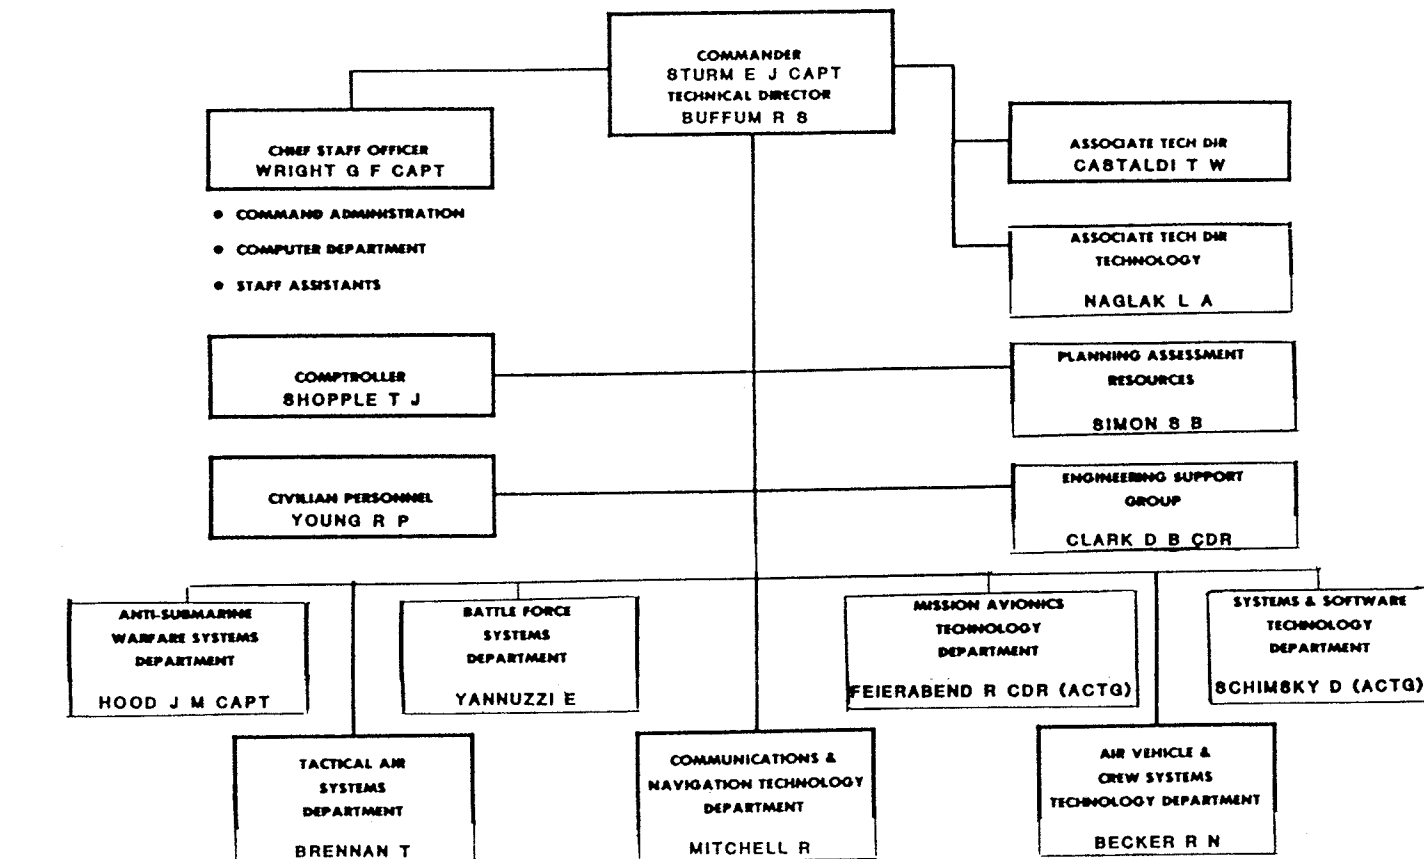 COMMANDER
STURM E J CAPT
TECHNICAL DIRECTOR
BUFFUM R S
CHIEF STAFF OFFICER
WRIGHT G F CAPT
● COMMAND ADMINISTRATION
● COMPUTER DEPARTMENT
● STAFF ASSISTANTS
ASSOCIATE TECH DIR
CASTALDI T W
ASSOCIATE TECH DIR
TECHNOLOGY
NAGLAK L A
COMPTROLLER
SHOPPLE T J
PLANNING ASSESSMENT
RESOURCES
SIMON S B
CIVILIAN PERSONNEL
YOUNG R P
ENGINEERING SUPPORT
GROUP
CLARK D B CDR
ANTI-SUBMARINE
WARFARE SYSTEMS
DEPARTMENT
HOOD J M CAPT
BATTLE FORCE
SYSTEMS
DEPARTMENT
YANNUZZI E
MISSION AVIONICS
TECHNOLOGY
DEPARTMENT
FEIERABEND R CDR (ACTG)
SYSTEMS & SOFTWARE
TECHNOLOGY
DEPARTMENT
SCHIMSKY D (ACTG)
TACTICAL AIR
SYSTEMS
DEPARTMENT
BRENNAN T
COMMUNICATIONS &
NAVIGATION TECHNOLOGY
DEPARTMENT
MITCHELL R
AIR VEHICLE &
CREW SYSTEMS
TECHNOLOGY DEPARTMENT
BECKER R N